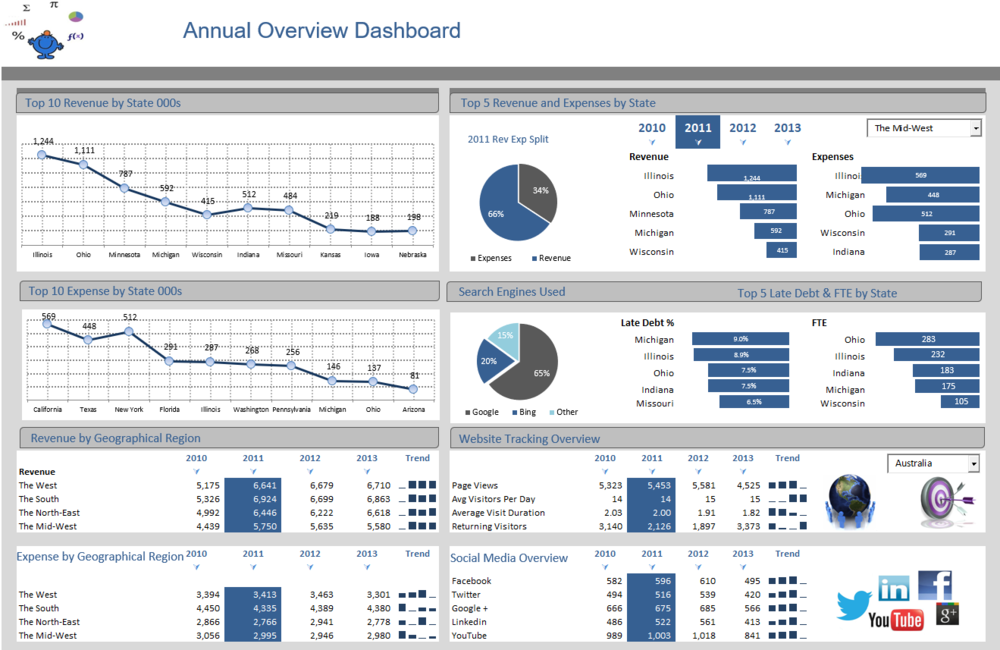 Σ π
% f(x)
Annual Overview Dashboard
Top 10 Revenue by State 000s
1,244 1,111 787 592 415 512 484 219 188 198
Illinois Ohio Minnesota Michigan Wisconsin Indiana Missouri Kansas Iowa Nebraska
Top 5 Revenue and Expenses by State
2010 2011 2012 2013
The Mid-West
2011 Rev Exp Split
34%
66%
Expenses Revenue
Revenue
Illinois 1,244
Ohio 1,111
Minnesota 787
Michigan 592
Wisconsin 415
Expenses
Illinoi 569
Michigan 448
Ohio 512
Wisconsin 291
Indiana 287
Top 10 Expense by State 000s
569 448 512 291 287 268 256 146 137 81
California Texas New York Florida Illinois Washington Pennsylvania Michigan Ohio Arizona
Search Engines Used
15%
20%
65%
Google Bing Other
Top 5 Late Debt & FTE by State
Late Debt %
Michigan 9.0%
Illinois 8.9%
Ohio 7.5%
Indiana 7.5%
Missouri 6.5%
FTE
Ohio 283
Illinois 232
Indiana 183
Michigan 175
Wisconsin 105
Revenue by Geographical Region
2010 2011 2012 2013 Trend
Revenue
The West 5,175 6,641 6,679 6,710
The South 5,326 6,924 6,699 6,863
The North-East 4,992 6,446 6,222 6,618
The Mid-West 4,439 5,750 5,635 5,580
Website Tracking Overview
2010 2011 2012 2013 Trend
Australia
Page Views 5,323 5,453 5,581 4,525
Avg Visitors Per Day 14 14 15 15
Average Visit Duration 2.03 2.00 1.91 1.82
Returning Visitors 3,140 2,126 1,897 3,373
Expense by Geographical Region 2010 2011 2012 2013 Trend
The West 3,394 3,413 3,463 3,301
The South 4,450 4,335 4,389 4,380
The North-East 2,866 2,766 2,941 2,778
The Mid-West 3,056 2,995 2,946 2,980
Social Media Overview 2010 2011 2012 2013 Trend
Facebook 582 596 610 495
Twitter 494 516 539 420
Google + 666 675 685 566
Linkedin 486 522 561 413
YouTube 989 1,003 1,018 841
in f
You Tube g+